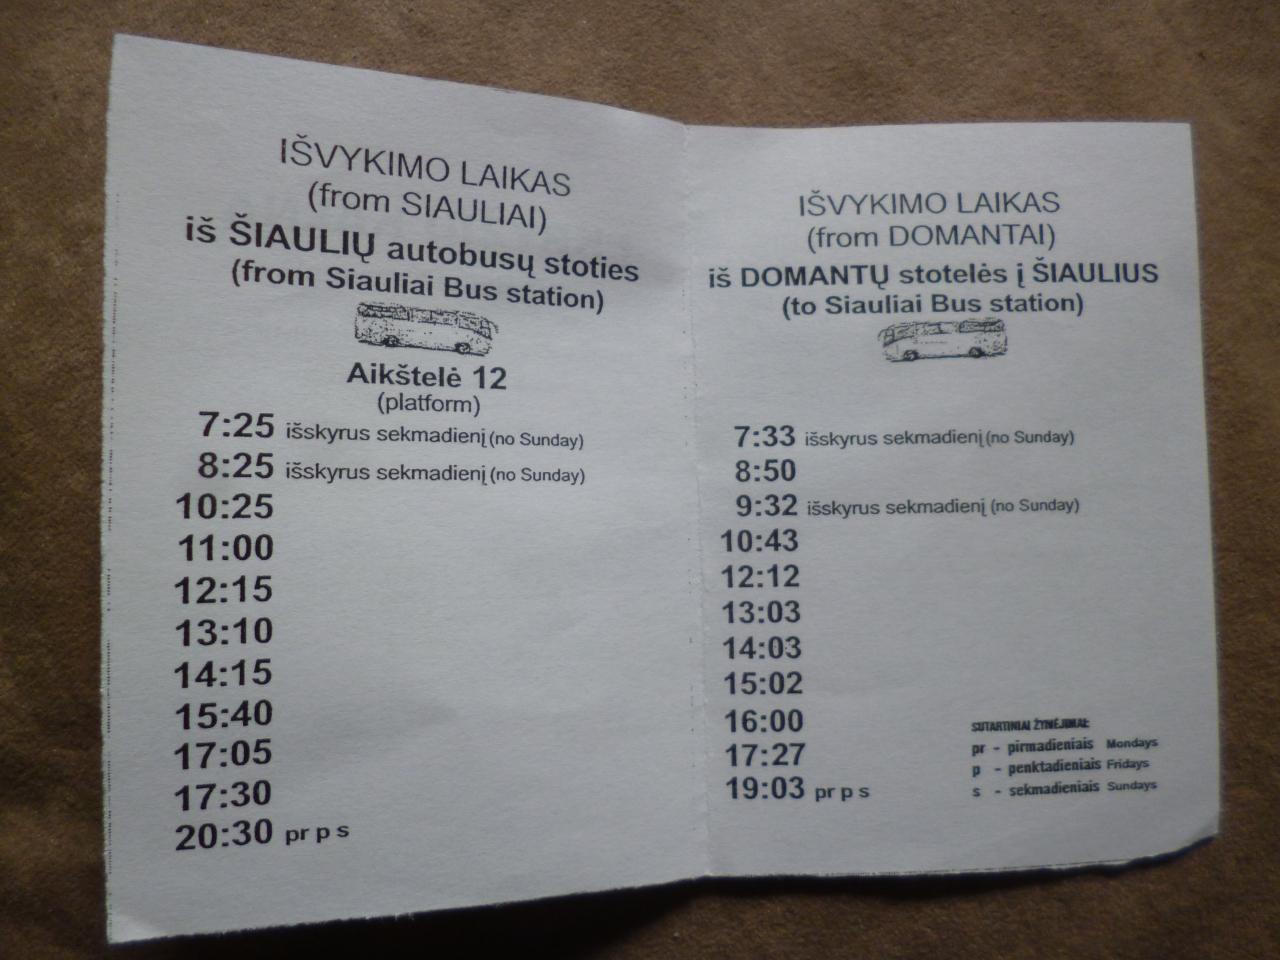 IŠVYKIMO LAIKAS
(from SIAULIAI)
iš ŠIAULIŲ autobusų stoties
(from Siauliai Bus station)
Aikštelė 12
(platform)
7:25 išskyrus sekmadienį (no Sunday)
8:25 išskyrus sekmadienį (no Sunday)
10:25
11:00
12:15
13:10
14:15
15:40
17:05
17:30
20:30 pr p s
IŠVYKIMO LAIKAS
(from DOMANTAI)
iš DOMANTŲ stotelės į ŠIAULIUS
(to Siauliai Bus station)
7:33 išskyrus sekmadienį (no Sunday)
8:50
9:32 išskyrus sekmadienį (no Sunday)
10:43
12:12
13:03
14:03
15:02
16:00
17:27
19:03 pr p s
SUTARTINIAI ŽYMĖJIMAI:
pr - pirmadieniais Mondays
p - penktadieniais Fridays
s - sekmadieniais Sundays